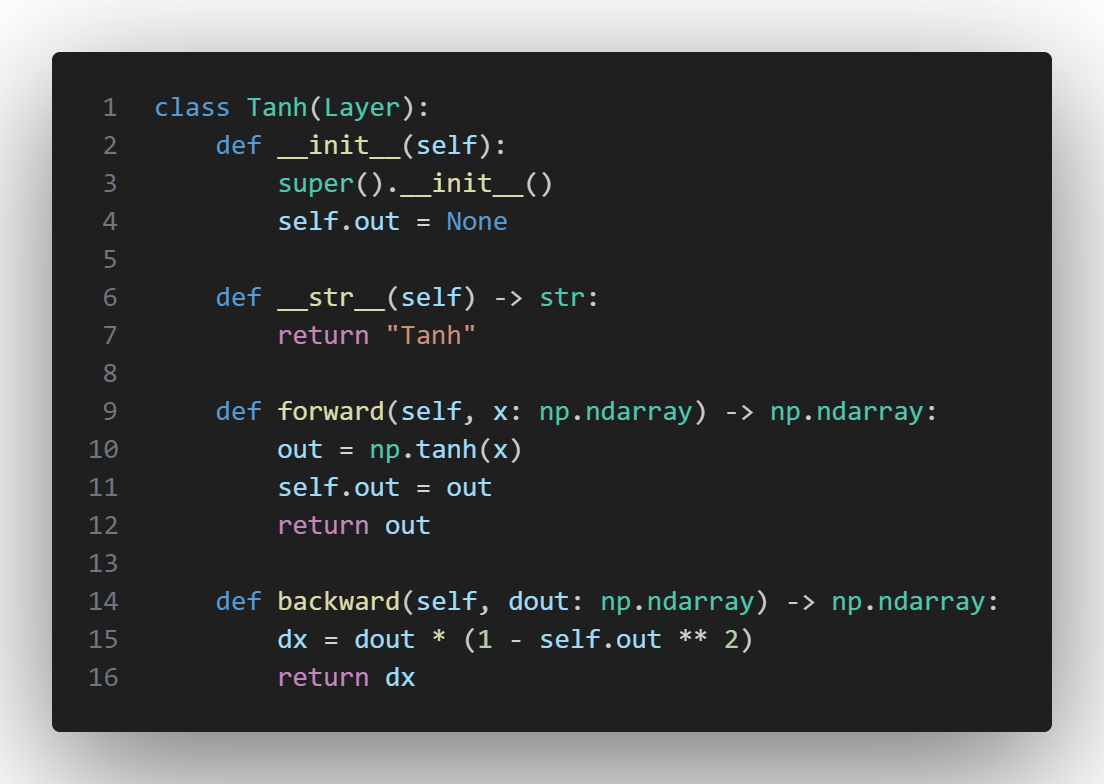 1 class Tanh(Layer):
2     def __init__(self):
3         super().__init__()
4         self.out = None
5
6     def __str__(self) -> str:
7         return "Tanh"
8
9     def forward(self, x: np.ndarray) -> np.ndarray:
10         out = np.tanh(x)
11         self.out = out
12         return out
13
14     def backward(self, dout: np.ndarray) -> np.ndarray:
15         dx = dout * (1 - self.out ** 2)
16         return dx